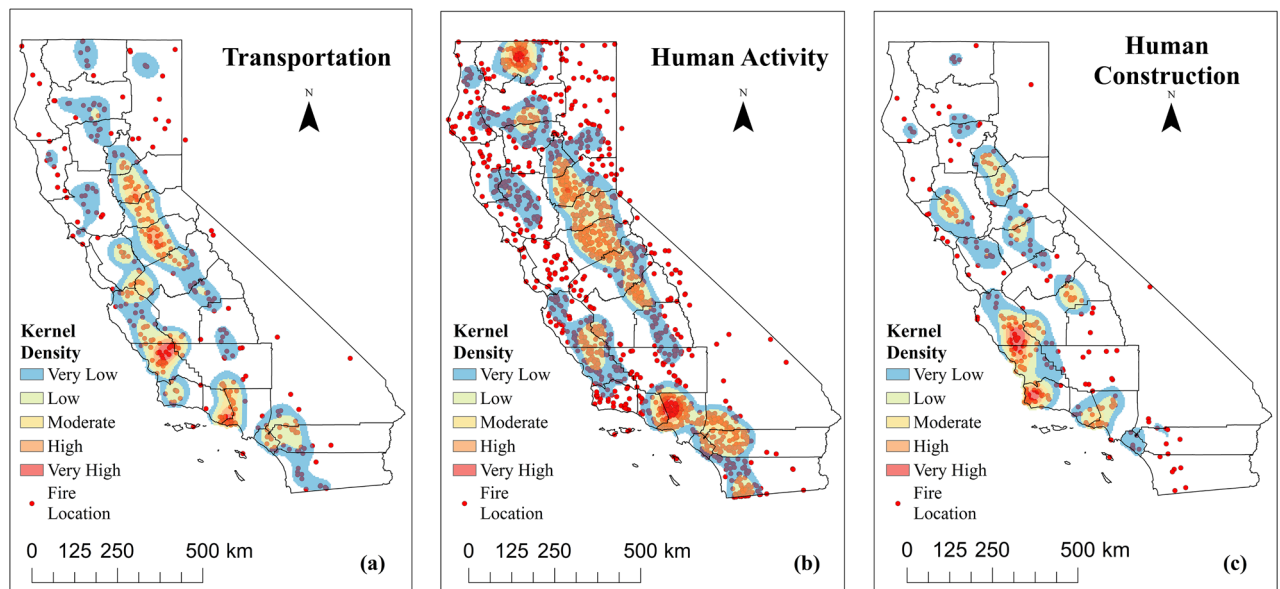 Transportation
N
Kernel
Density
Very Low
Low
Moderate
High
Very High
Fire
Location
0 125 250 500 km
(a)
Human Activity
N
Kernel
Density
Very Low
Low
Moderate
High
Very High
Fire
Location
0 125 250 500 km
(b)
Human
Construction
N
Kernel
Density
Very Low
Low
Moderate
High
Very High
Fire
Location
0 125 250 500 km
(c)